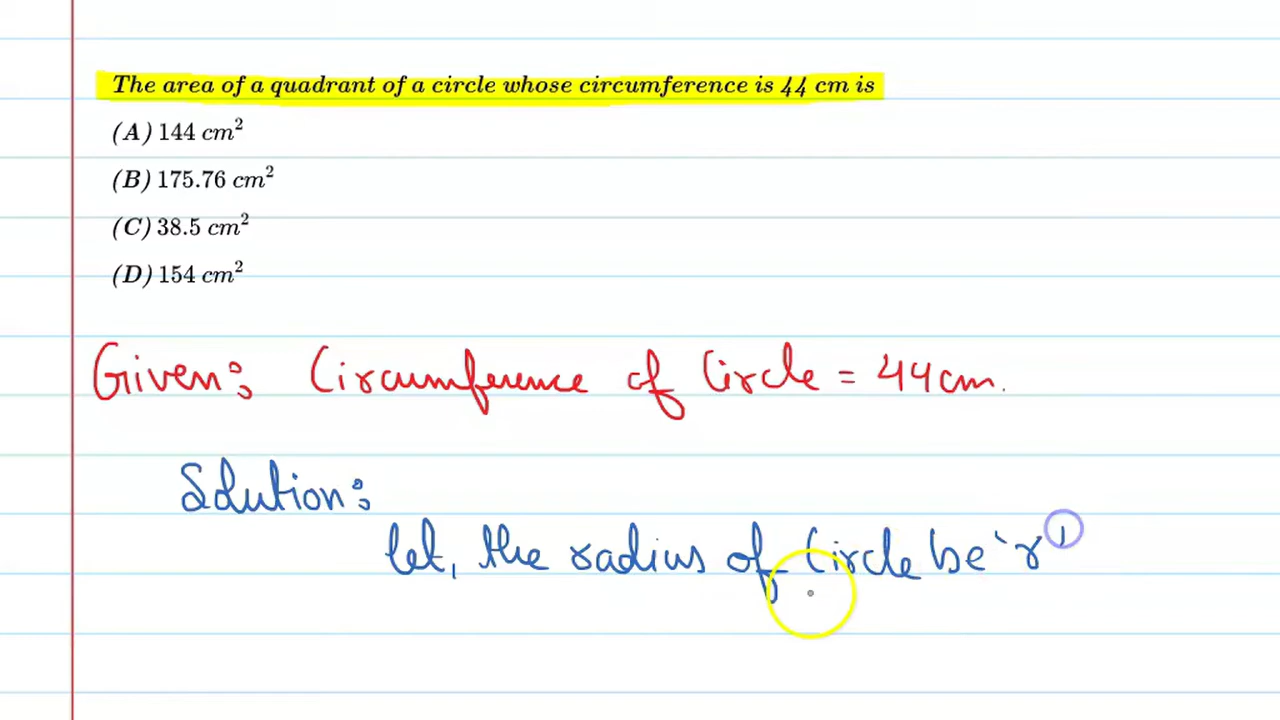 The area of a quadrant of a circle whose circumference is 44 cm is
(A) 144 cm²
(B) 175.76 cm²
(C) 38.5 cm²
(D) 154 cm²
Given: Circumference of Circle = 44cm.
Solution:
let, the radius of Circle be 'r'